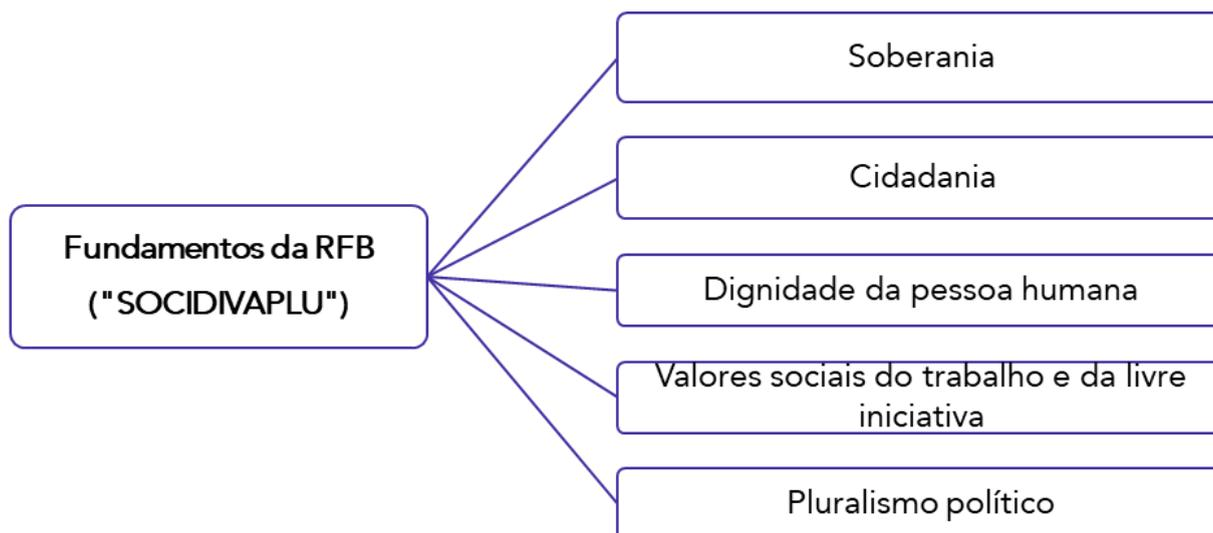 Fundamentos da RFB
("SOCIDIVAPLU")
Soberania
Cidadania
Dignidade da pessoa humana
Valores sociais do trabalho e da livre
iniciativa
Pluralismo político